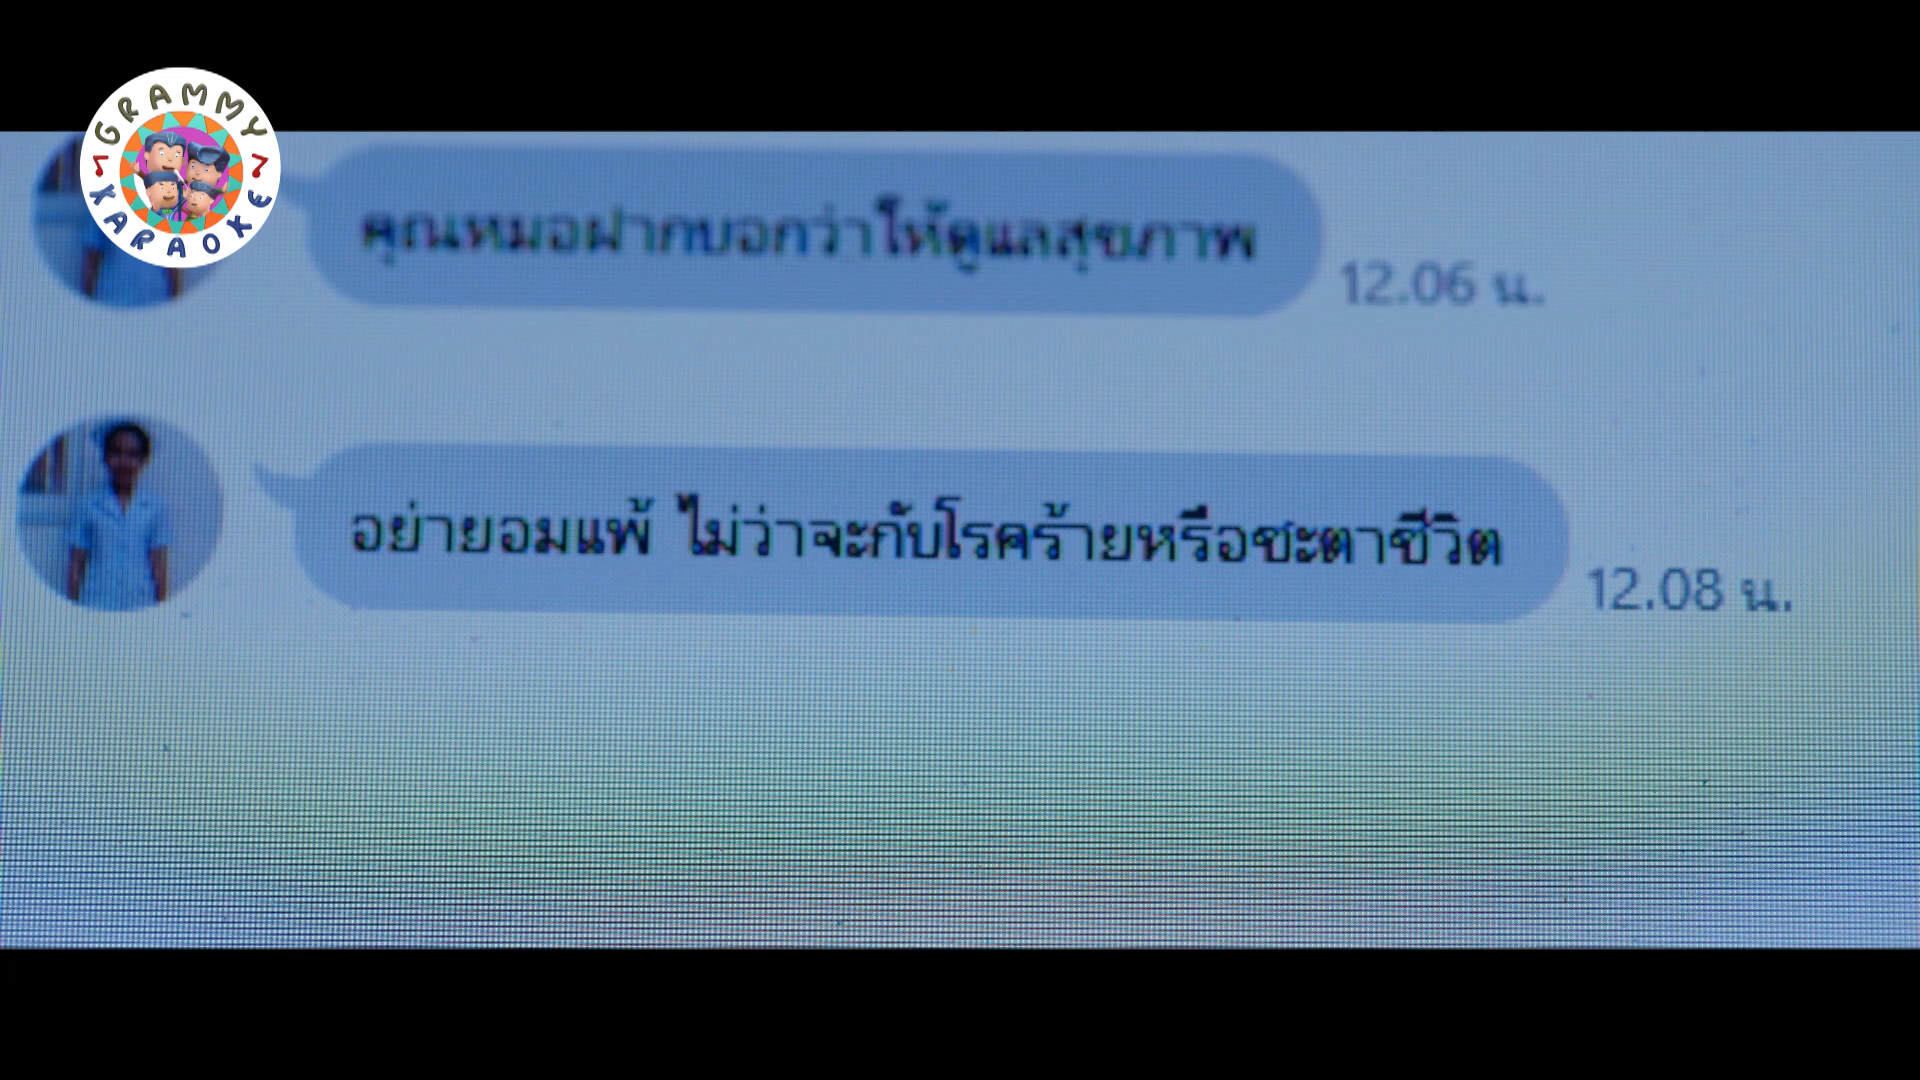 GRAMMY
KARAOKE
คุณหมอฝากบอกว่าให้ดูแลสุขภาพ
12.06 น.
อย่ายอมแพ้ ไม่ว่าจะกับโรคร้ายหรือชะตาชีวิต
12.08 น.